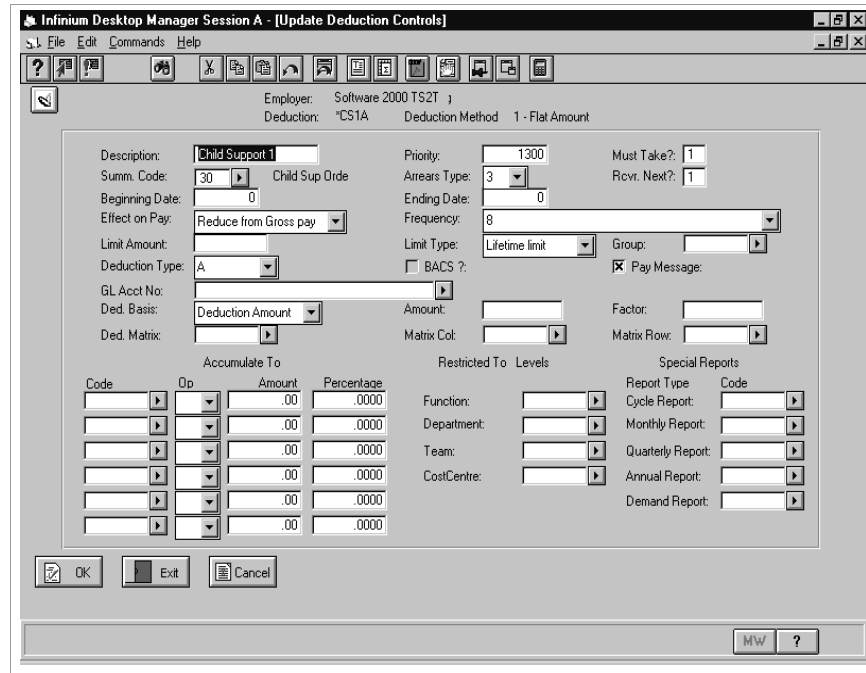 Infinium Desktop Manager Session A - [Update Deduction Controls]
File Edit Commands Help
Employer: Software 2000 TS2T ;
Deduction: *CS1A Deduction Method 1 - Flat Amount
Description: Child Support 1 Priority: 1300 Must Take?: 1
Summ. Code: 30 Child Sup Orde Arrears Type: 3 Rcvr. Next?: 1
Beginning Date: 0 Ending Date: 0
Effect on Pay: Reduce from Gross pay Frequency: 8
Limit Amount: Limit Type: Lifetime limit Group:
Deduction Type: A BACS ?: Pay Message:
GL Acct No:
Ded. Basis: Deduction Amount Amount: Factor:
Ded. Matrix: Matrix Col: Matrix Row:
Accumulate To Restricted To Levels Special Reports
Code Op Amount Percentage Report Type Code
.00 .0000 Function: Cycle Report:
.00 .0000 Department: Monthly Report:
.00 .0000 Team: Quarterly Report:
.00 .0000 CostCentre: Annual Report:
.00 .0000 Demand Report:
.00 .0000
OK Exit Cancel
MW ?